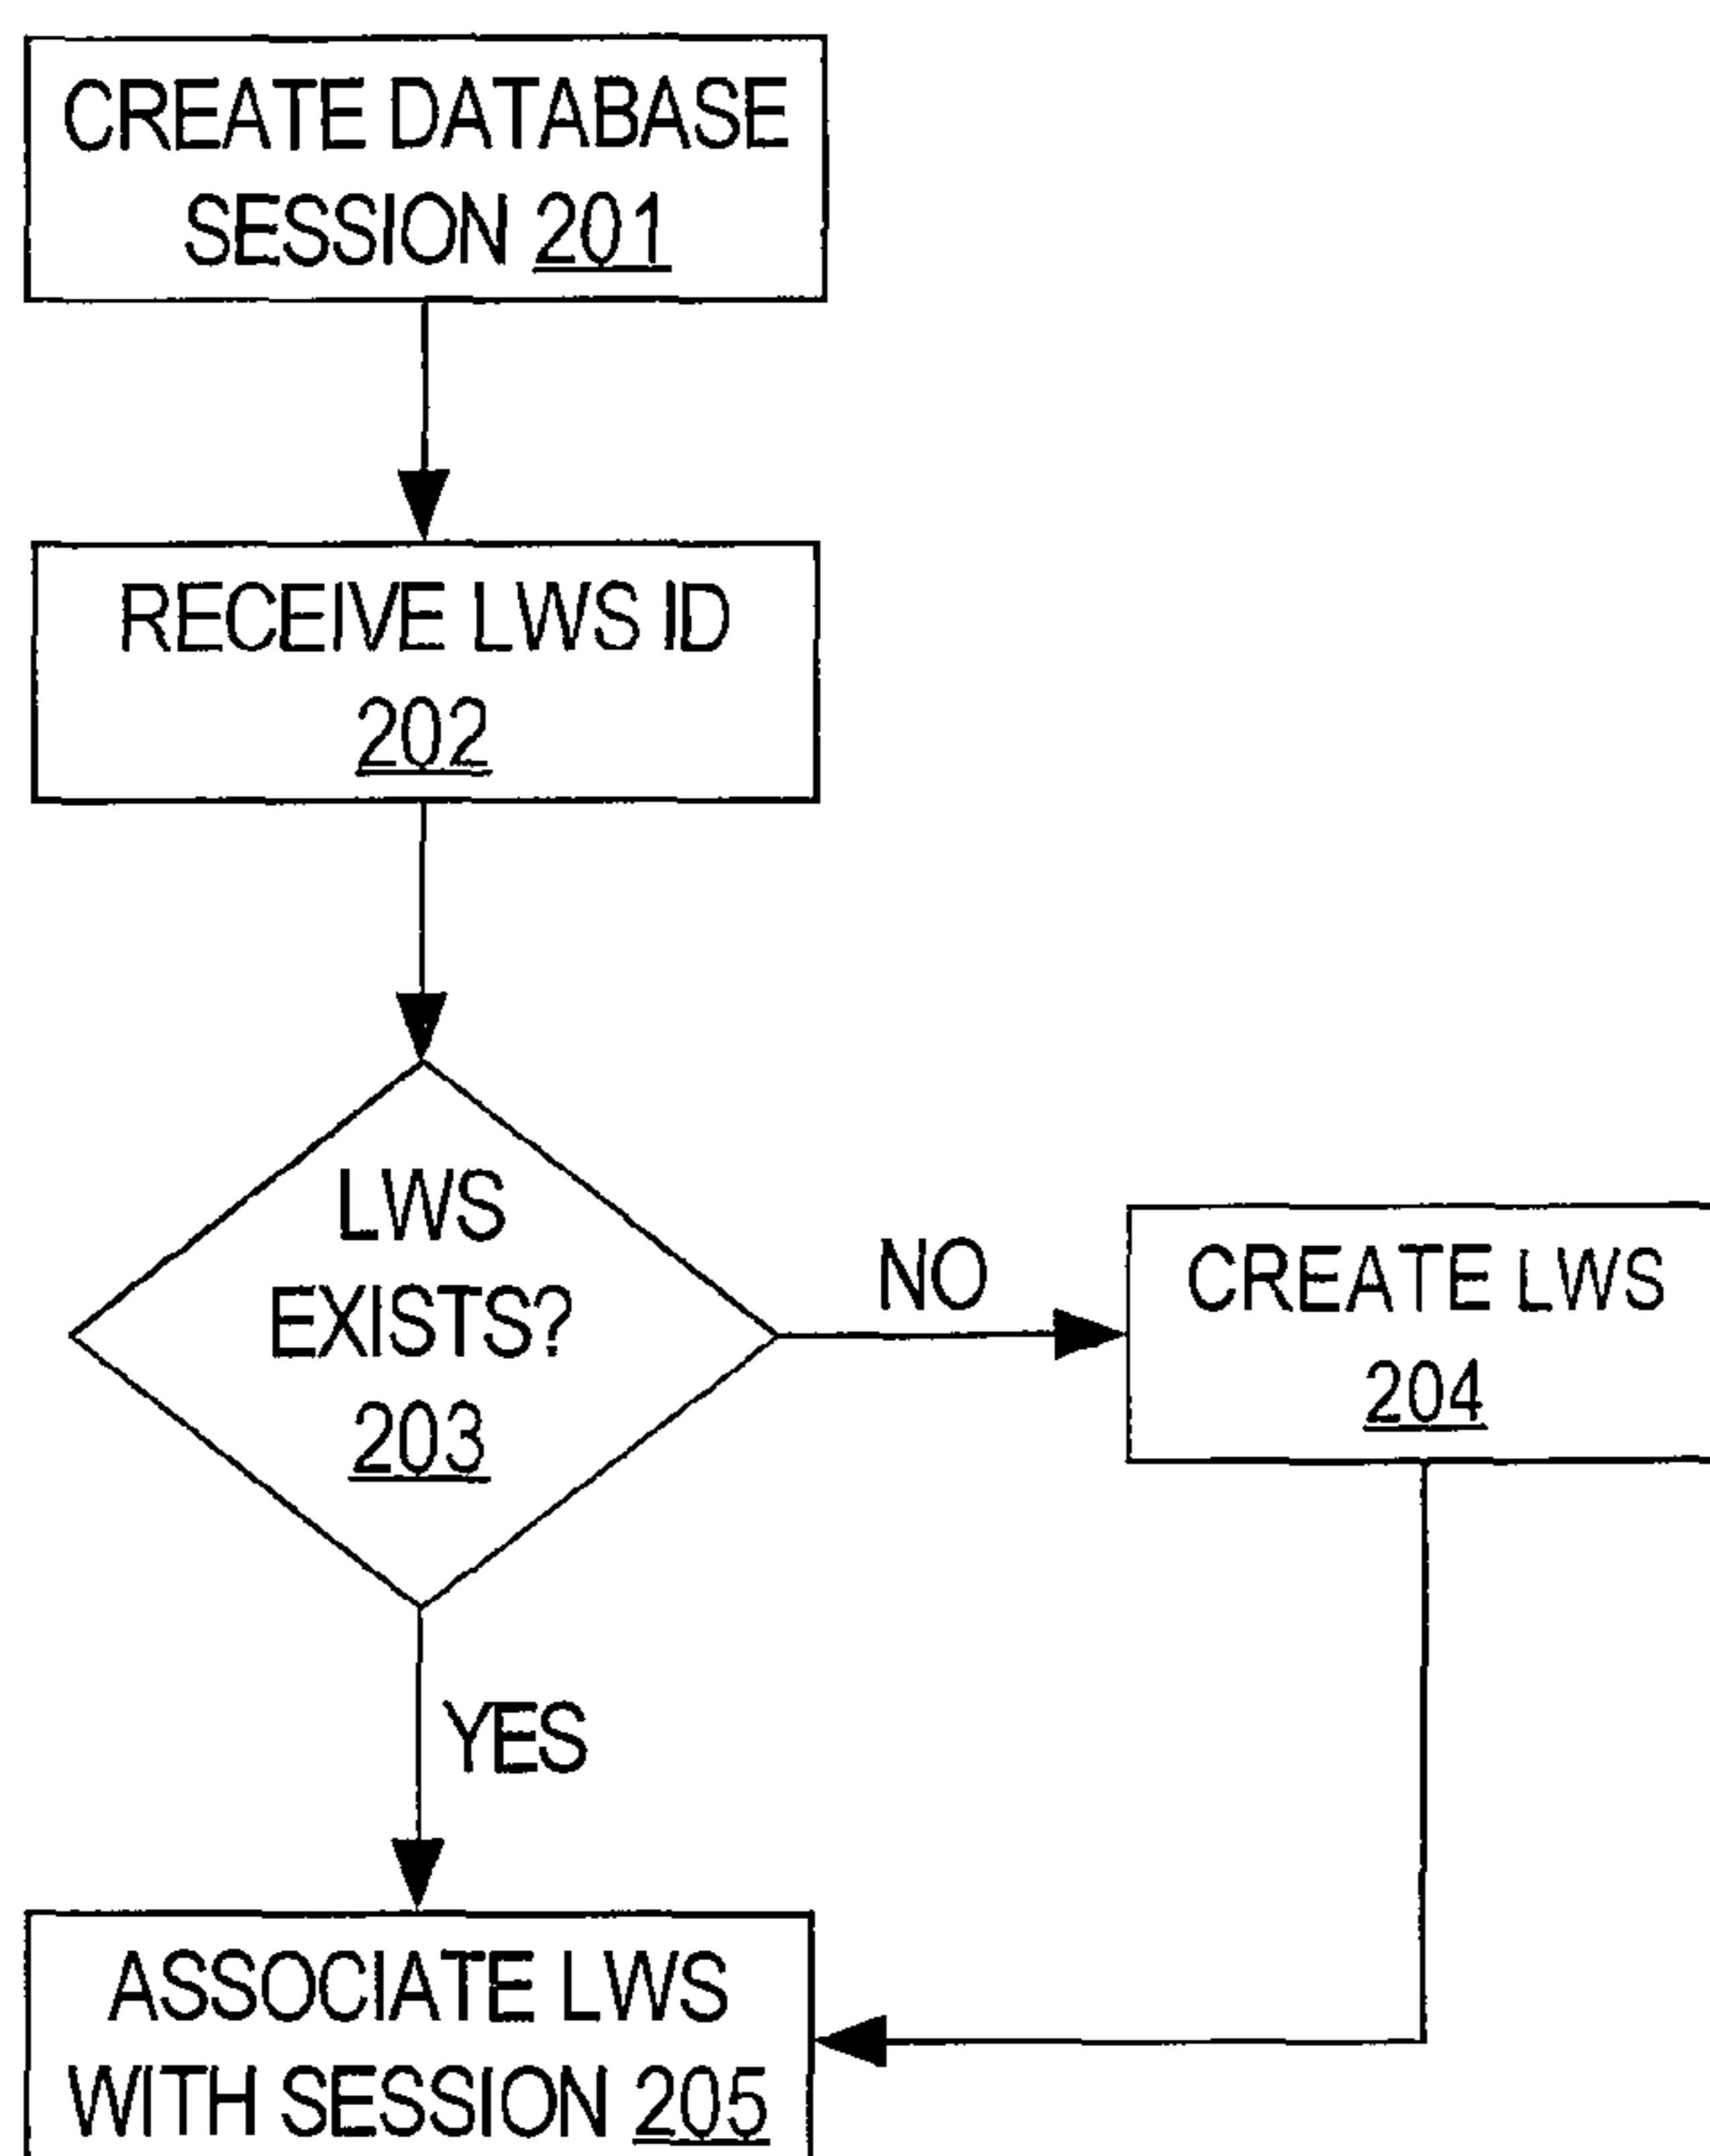 CREATE DATABASE
SESSION 201
RECEIVE LWS ID
202
LWS
EXISTS?
203
NO
CREATE LWS
204
YES
ASSOCIATE LWS
WITH SESSION 205